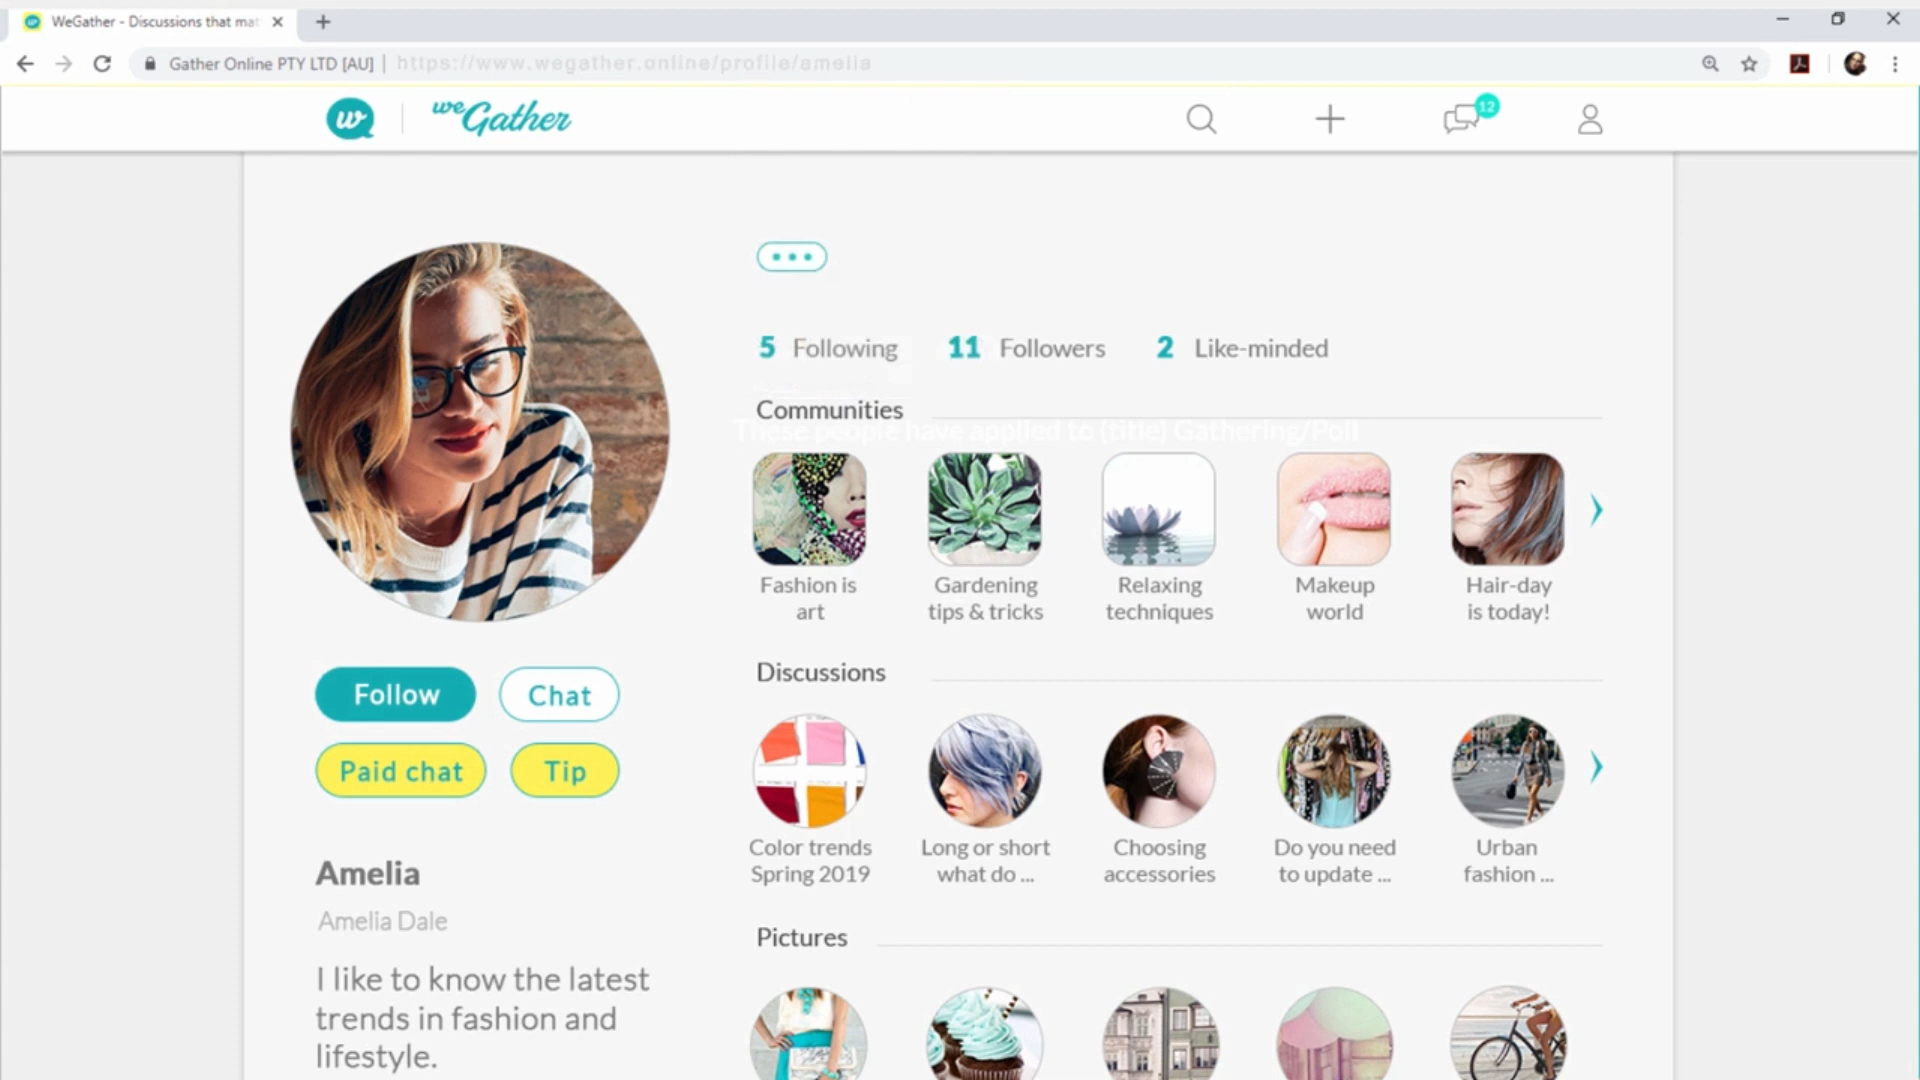 WeGather - Discussions that mat
Gather Online PTY LTD [AU] | https://www.wegather.online/profile/amelia
w
weGather
12
5 Following 11 Followers 2 Like-minded
Communities
These people have applied to (title) Gathering/Poll
Fashion is
art
Gardening
tips & tricks
Relaxing
techniques
Makeup
world
Hair-day
is today!
Follow
Chat
Paid chat
Tip
Discussions
Color trends
Spring 2019
Long or short
what do ...
Choosing
accessories
Do you need
to update ...
Urban
fashion ...
Amelia
Amelia Dale
I like to know the latest
trends in fashion and
lifestyle.
Pictures